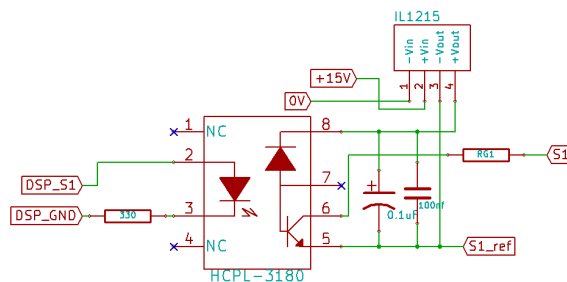 IL1215
-Vin
+Vin
-Vout
+Vout
1
2
3
4
+15V
0V
1
NC
8
S1
RG1
2
7
DSP_S1
DSP_GND
330
3
6
+
0.1uF
100nf
4
NC
5
S1_ref
HCPL-3180